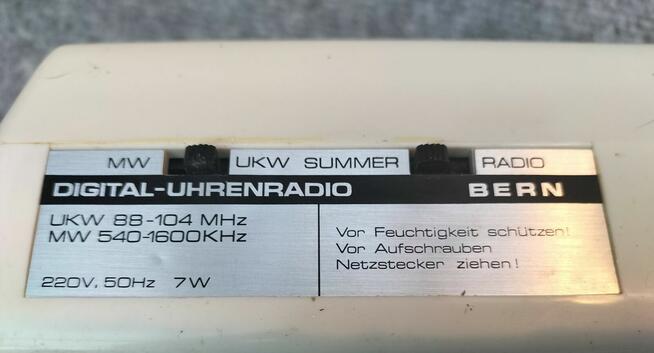 MW UKW SUMMER RADIO
DIGITAL-UHRENRADIO BERN
UKW 88-104 MHz
MW 540-1600KHz
220V, 50Hz 7W
Vor Feuchtigkeit schützen!
Vor Aufschrauben
Netzstecker ziehen!